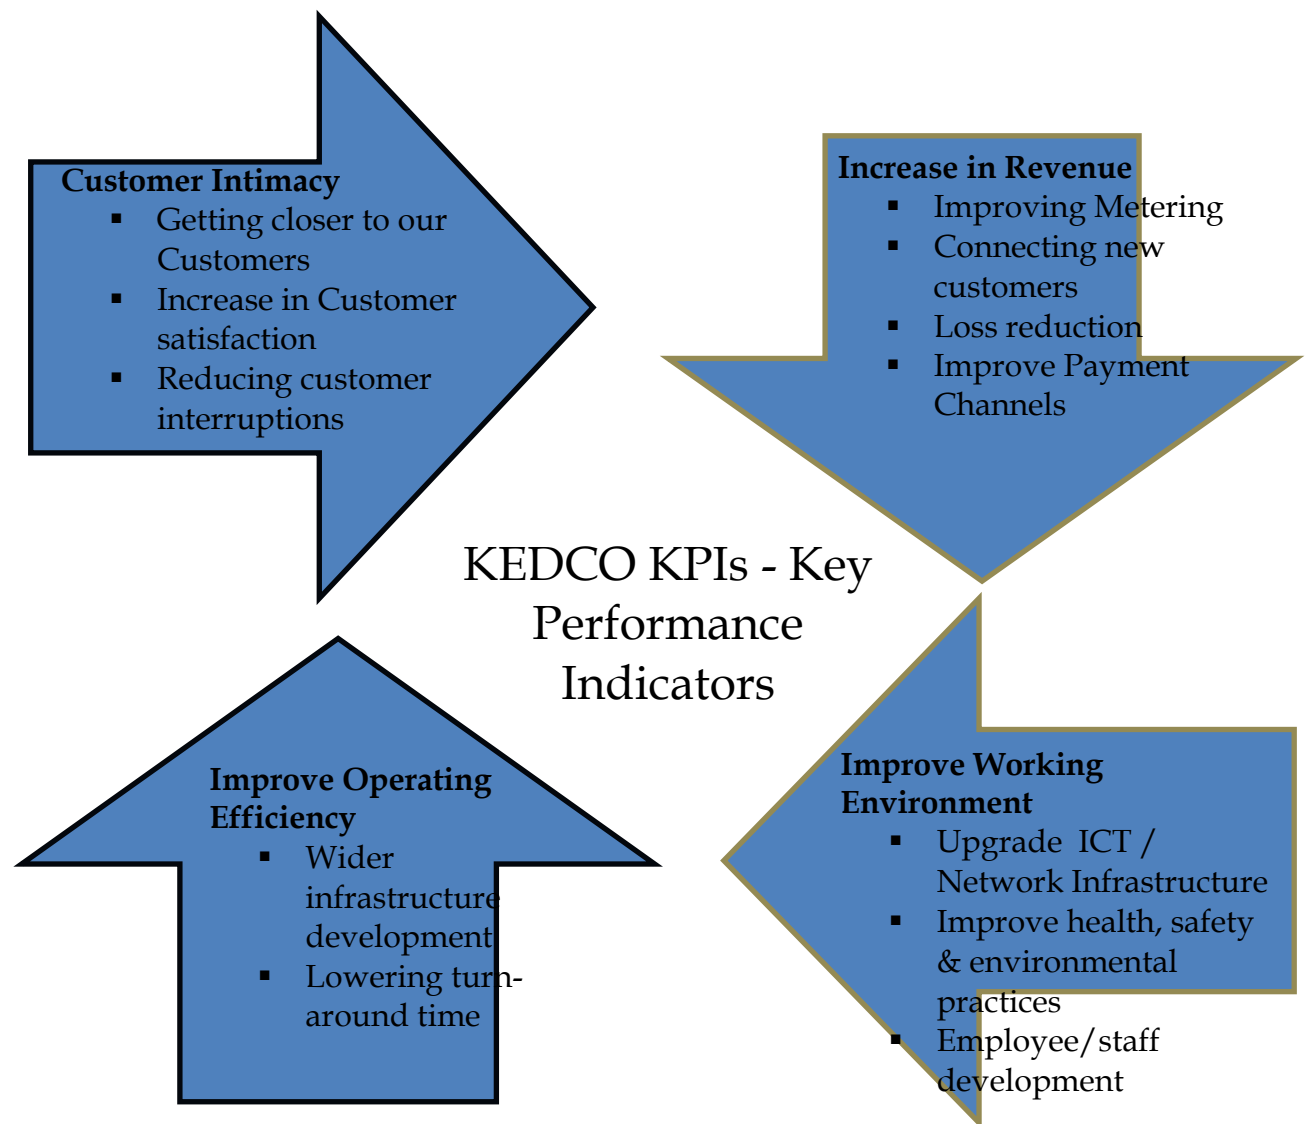 Customer Intimacy
▪ Getting closer to our
Customers
▪ Increase in Customer
satisfaction
▪ Reducing customer
interruptions
Increase in Revenue
▪ Improving Metering
▪ Connecting new
customers
▪ Loss reduction
▪ Improve Payment
Channels
KEDCO KPIs - Key
Performance
Indicators
Improve Operating
Efficiency
▪ Wider
infrastructure
development
▪ Lowering turn-
around time
Improve Working
Environment
▪ Upgrade ICT /
Network Infrastructure
▪ Improve health, safety
& environmental
practices
▪ Employee/staff
development